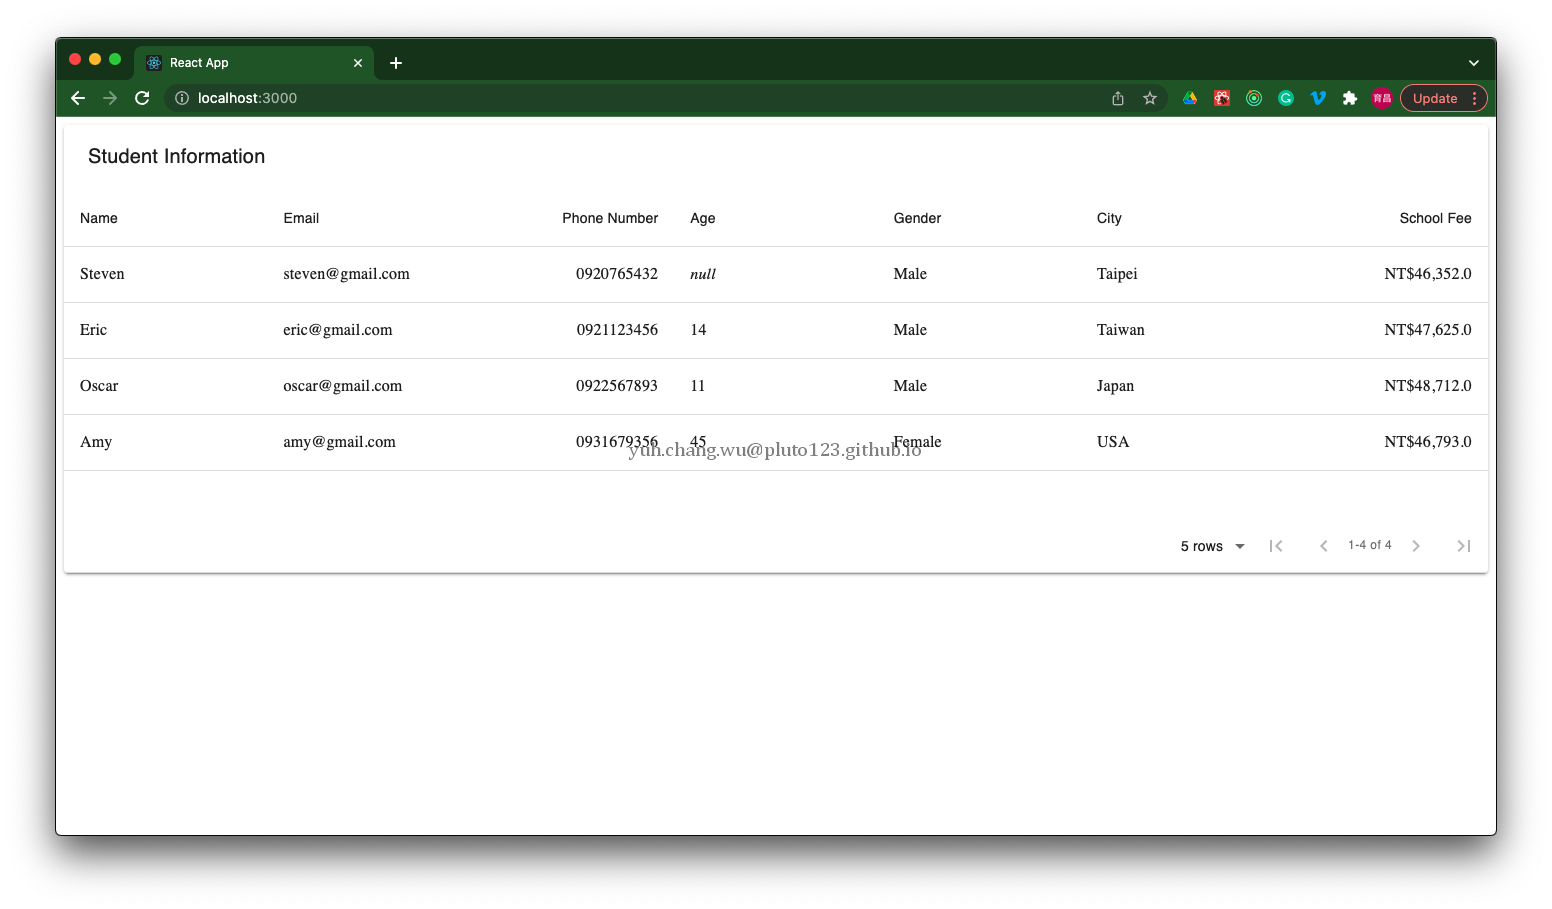 React App
localhost:3000
育昌
Update
Student Information
Name Email Phone Number Age Gender City School Fee
Steven steven@gmail.com 0920765432 null Male Taipei NT$46,352.0
Eric eric@gmail.com 0921123456 14 Male Taiwan NT$47,625.0
Oscar oscar@gmail.com 0922567893 11 Male Japan NT$48,712.0
Amy amy@gmail.com 0931679356 45 Female USA NT$46,793.0
yuh.chang.wu@pluto123.github.io
5 rows 1-4 of 4